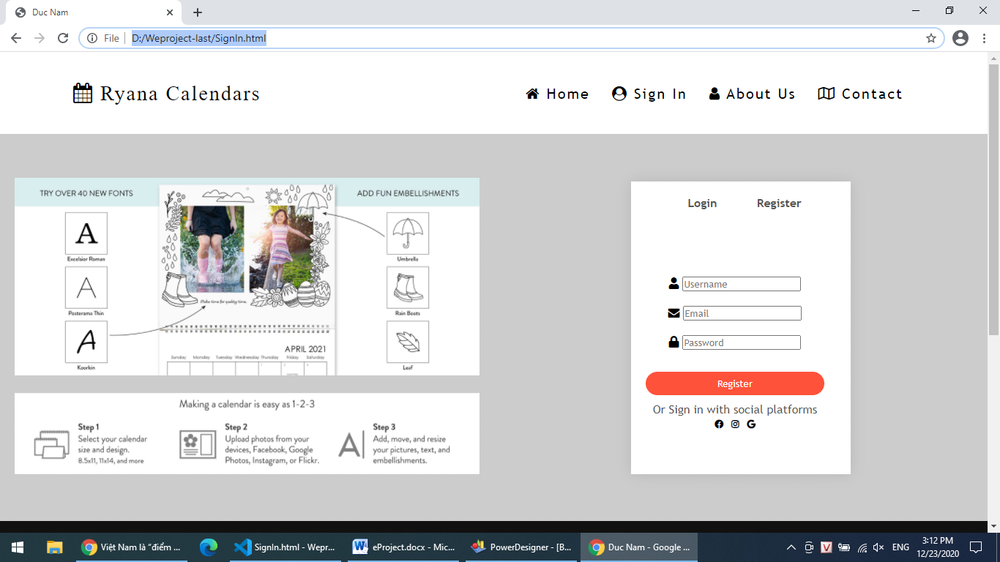 Duc Nam
File
D:/Weproject-last/SignIn.html
Ryana Calendars
Home
Sign In
About Us
Contact
TRY OVER 40 NEW FONTS
ADD FUN EMBELLISHMENTS
A
Excelsior Roman
A
Posterama Thin
A
Koorkin
Make time for quality time.
Umbrella
Rain Boots
Leaf
APRIL 2021
Sunday Monday Tuesday Wednesday Thursday Friday Saturday
Making a calendar is easy as 1-2-3
Step 1
Select your calendar
size and design.
8.5x11, 11x14, and more
Step 2
Upload photos from your
devices, Facebook, Google
Photos, Instagram, or Flickr.
A
Step 3
Add, move, and resize
your pictures, text, and
embellishments.
Login
Register
Username
Email
Password
Register
Or Sign in with social platforms
Việt Nam là “điểm ...
SignIn.html - Wepr...
eProject.docx - Mic...
PowerDesigner - [B...
Duc Nam - Google ...
V
ENG
3:12 PM
12/23/2020